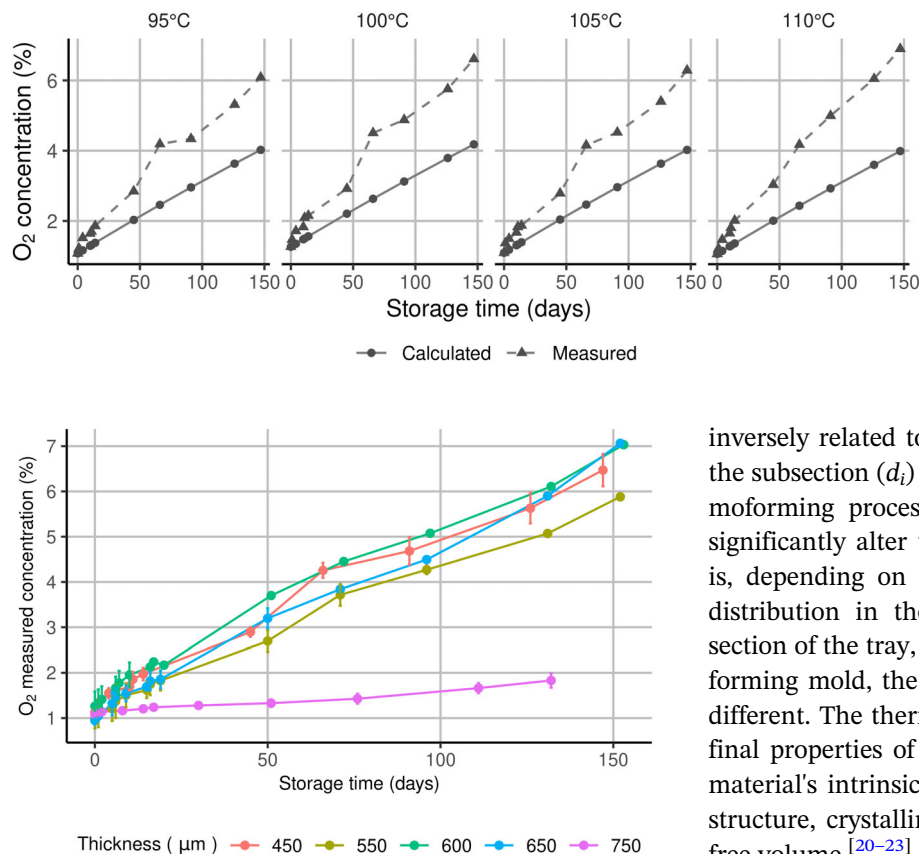 95°C 100°C 105°C 110°C
O₂ concentration (%)
6
4
2
0 50 100 150 0 50 100 150 0 50 100 150 0 50 100 150
Storage time (days)
Calculated Measured
O₂ measured concentration (%)
7
6
5
4
3
2
1
0 50 100 150
Storage time (days)
Thickness ( μm) 450 550 600 650 750
inversely related to
the subsection (dᵢ)
moforming proces
significantly alter
is, depending on
distribution in the
section of the tray,
forming mold, the
different. The ther
final properties of
material's intrinsic
structure, crystallin
free volume.[20–23]